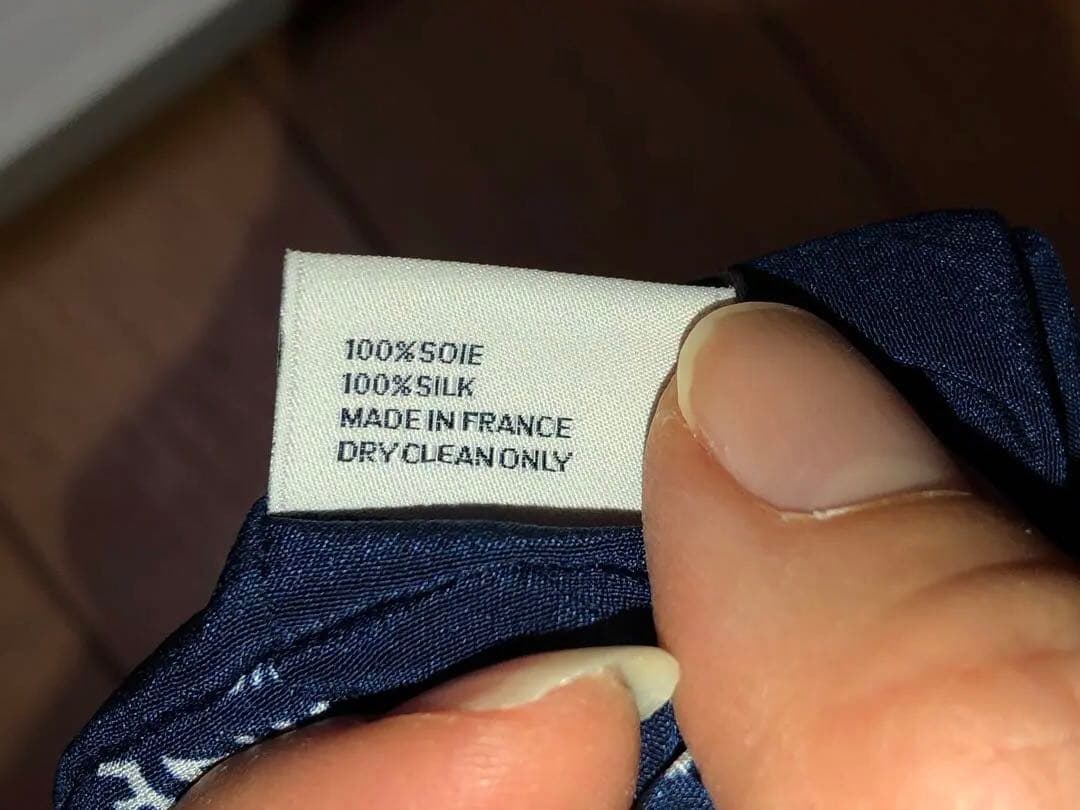 100% SOIE
100% SILK
MADE IN FRANCE
DRY CLEAN ONLY